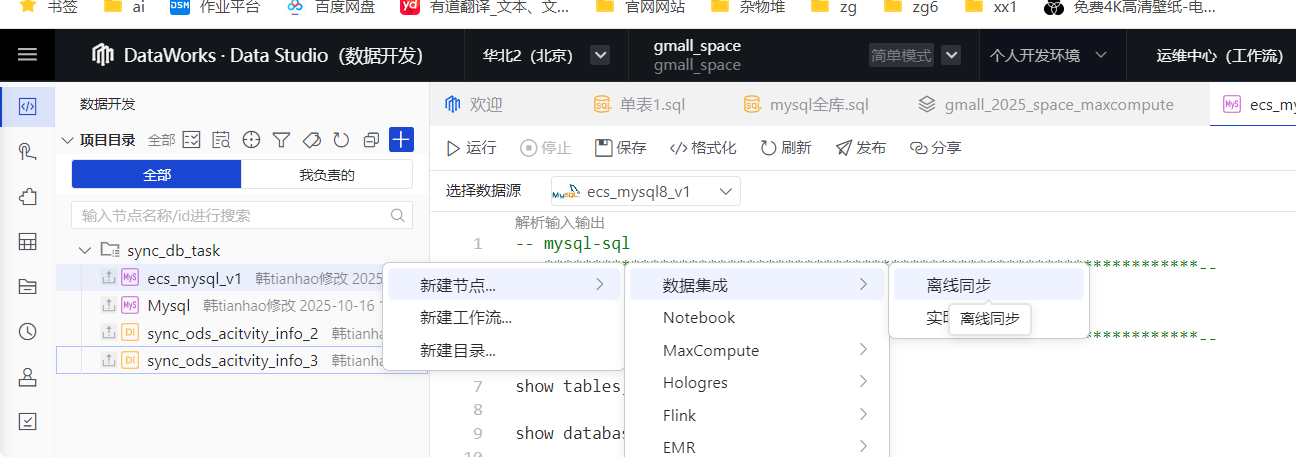 书签 ai 作业平台 百度网盘 有道翻译_文本、文... 官网网站 杂物堆 zg zg6 xx1 免费4K高清壁纸-电...
DataWorks · Data Studio（数据开发） 华北2（北京） gmall_space 简单模式 个人开发环境 运维中心（工作流）
gmall_space
数据开发 欢迎 单表1.sql mysql全库.sql gmall_2025_space_maxcompute ecs_my
项目目录 全部 运行 停止 保存 格式化 刷新 发布 分享
全部 我负责的
选择数据源 ecs_mysql8_v1
输入节点名称/id进行搜索 解析输入输出
sync_db_task 1 -- mysql-sql
ecs_mysql_v1 韩tianhao修改 2025
Mysql 韩tianhao修改 2025-10-16 1
sync_ods_acitvity_info_2 韩tianha
sync_ods_acitvity_info_3 韩tianha
新建节点... 数据集成 离线同步
新建工作流... Notebook 离线同步
新建目录... MaxCompute
7 show tables Hologres
8 Flink
9 show databa EMR